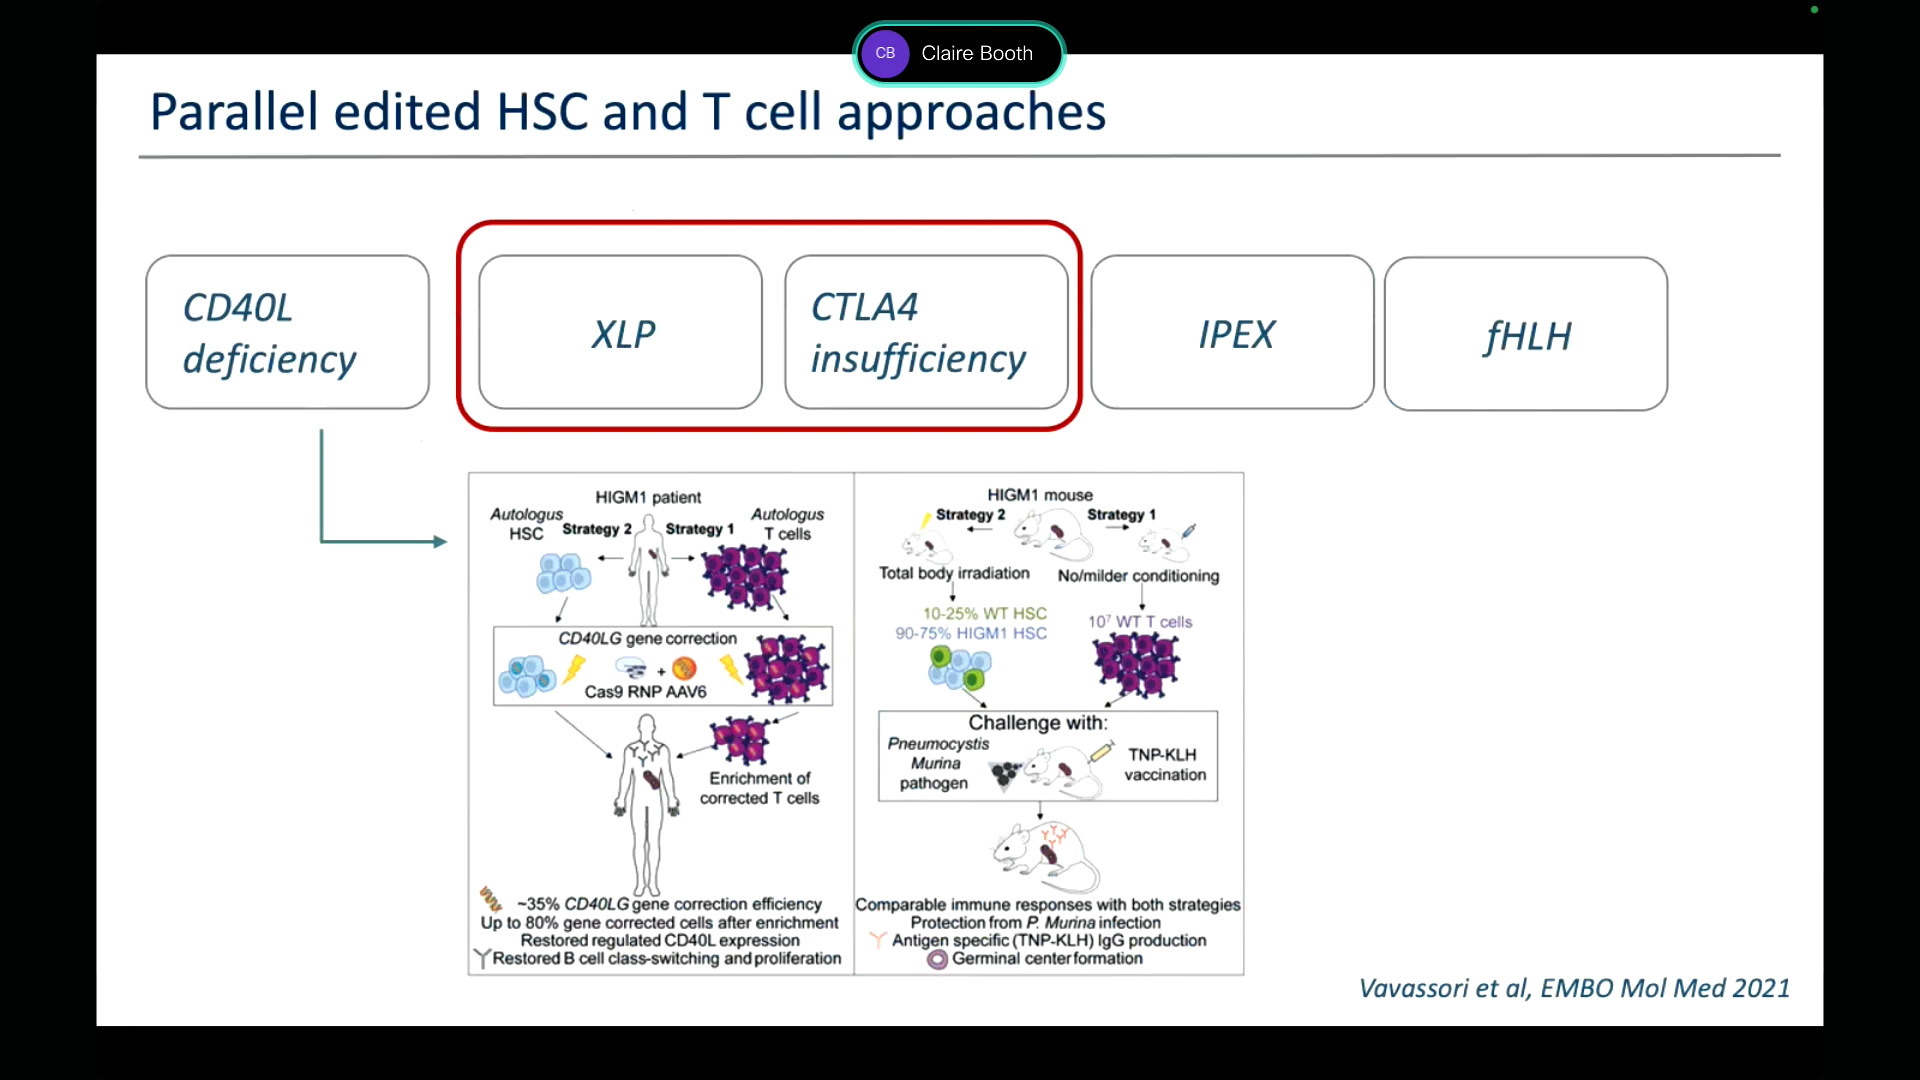 CB
Claire Booth
Parallel edited HSC and T cell approaches
CD40L
deficiency
XLP
CTLA4
insufficiency
IPEX
fHLH
HIGM1 patient
Autologus
HSC
Strategy 2
Strategy 1
Autologus
T cells
CD40LG gene correction
+
Cas9 RNP AAV6
Enrichment of
corrected T cells
~35% CD40LG gene correction efficiency
Up to 80% gene corrected cells after enrichment
Restored regulated CD40L expression
Restored B cell class-switching and proliferation
HIGM1 mouse
Strategy 2
Strategy 1
Total body irradiation
No/milder conditioning
10-25% WT HSC
90-75% HIGM1 HSC
10⁷ WT T cells
Challenge with:
Pneumocystis
Murina
pathogen
TNP-KLH
vaccination
Comparable immune responses with both strategies
Protection from P. Murina infection
Antigen specific (TNP-KLH) IgG production
Germinal center formation
Vavassori et al, EMBO Mol Med 2021